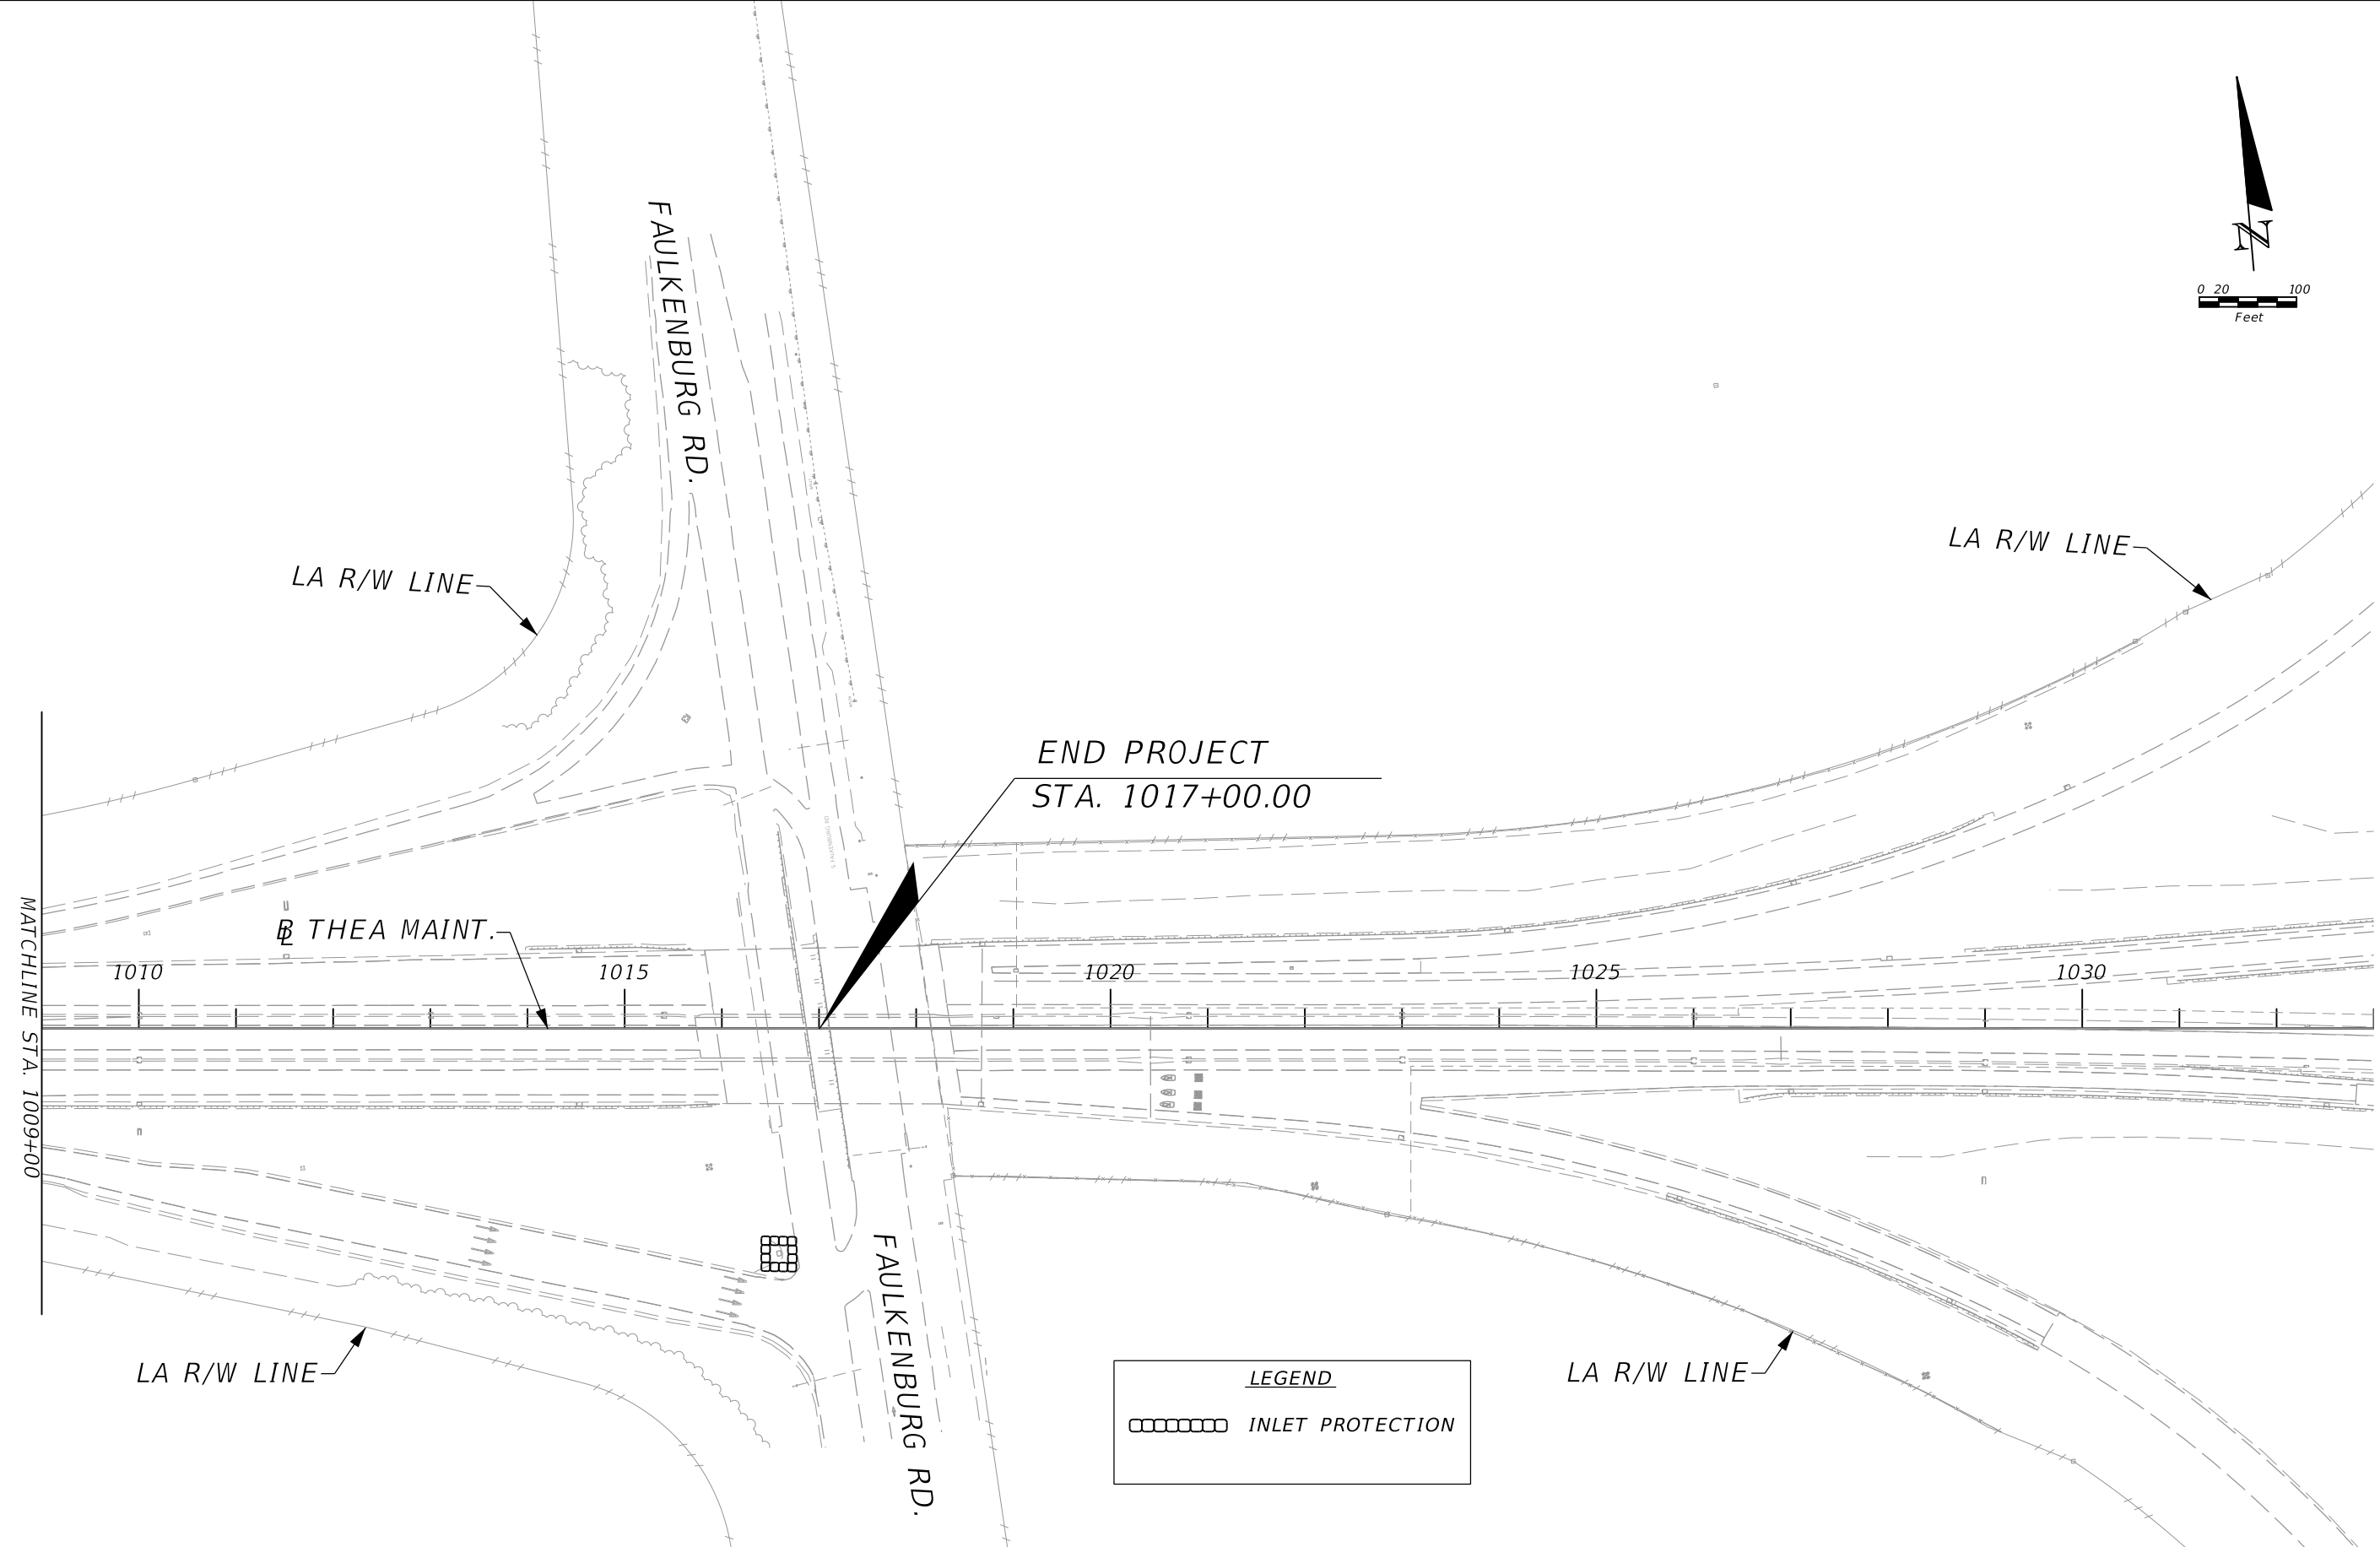 FAULKENBURG RD.
0 20 100
Feet
LA R/W LINE
LA R/W LINE
END PROJECT
STA. 1017+00.00
MATCHLINE STA. 1009+00
BL THEA MAINT.
1010
1015
1020
1025
1030
FAULKENBURG RD.
LA R/W LINE
LA R/W LINE
LEGEND
INLET PROTECTION
N